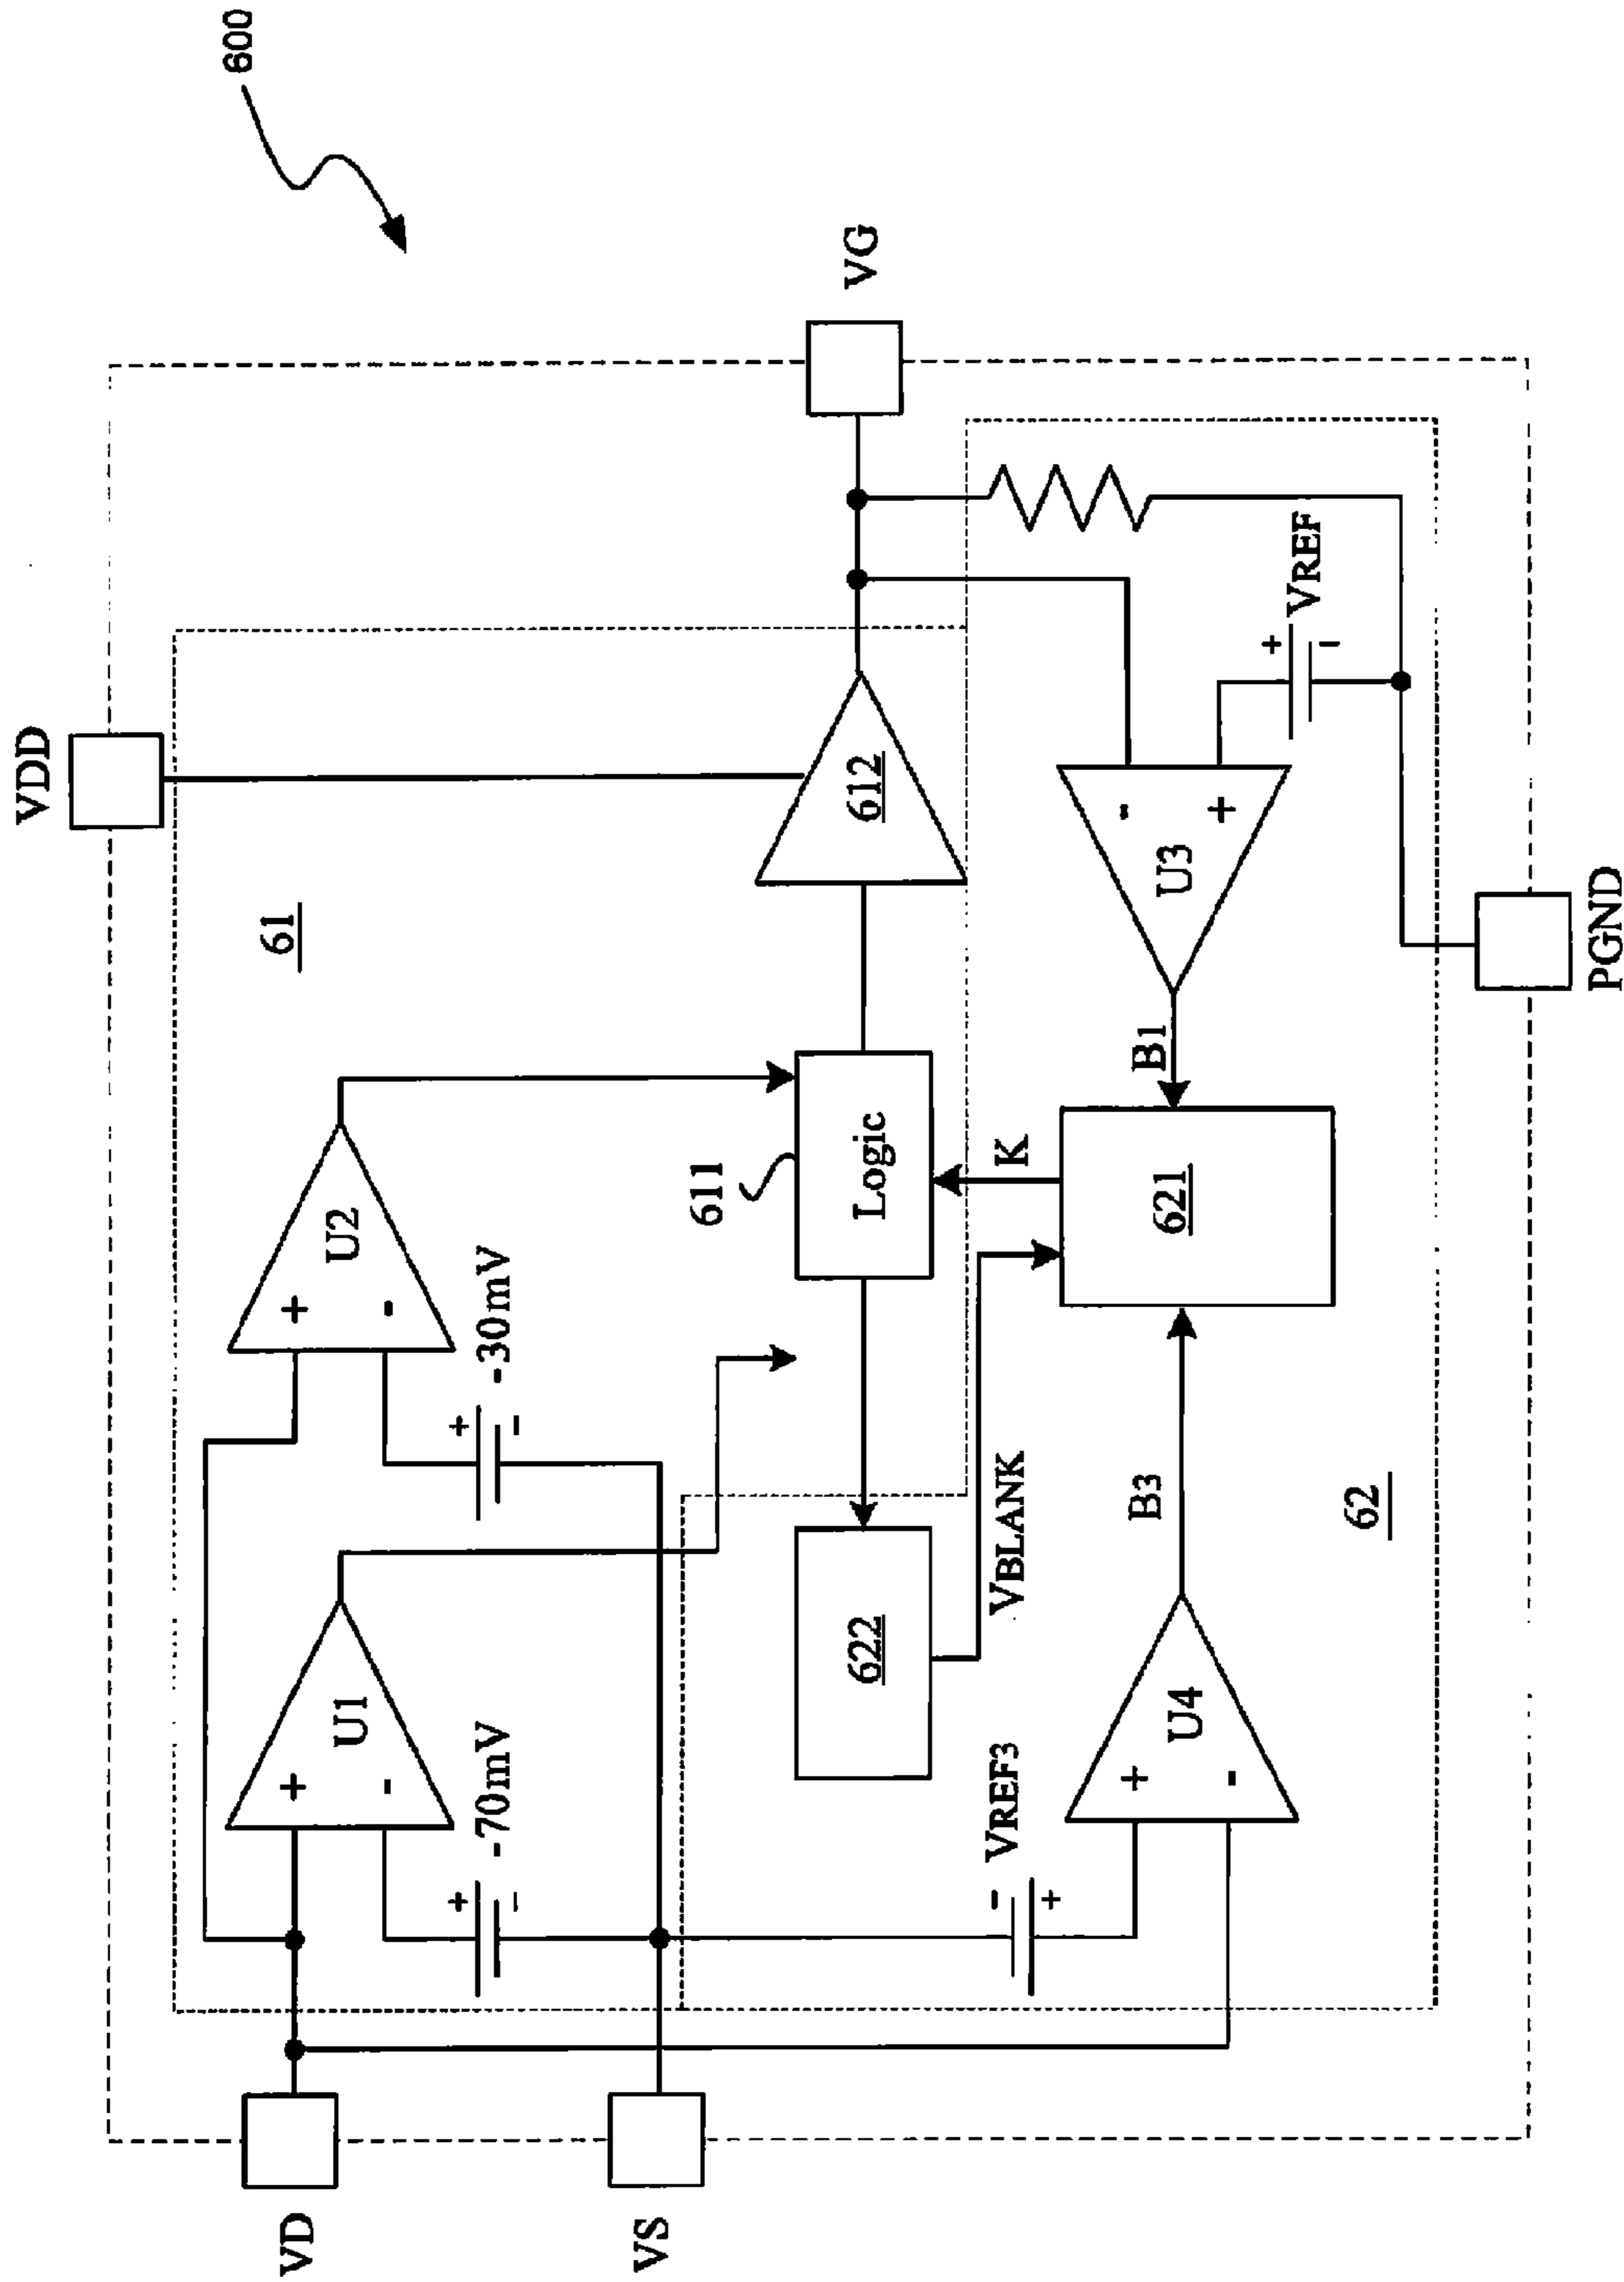 600
VDD
61
U2
+
-
-30mV
+
-
U1
+
-
-70mV
+
-
VD
VS
611
Logic
612
VG
622
VBLANK
K
621
B1
U3
-
+
+
-
VREF
B3
U4
+
-
VREF3
-
+
62
PGND